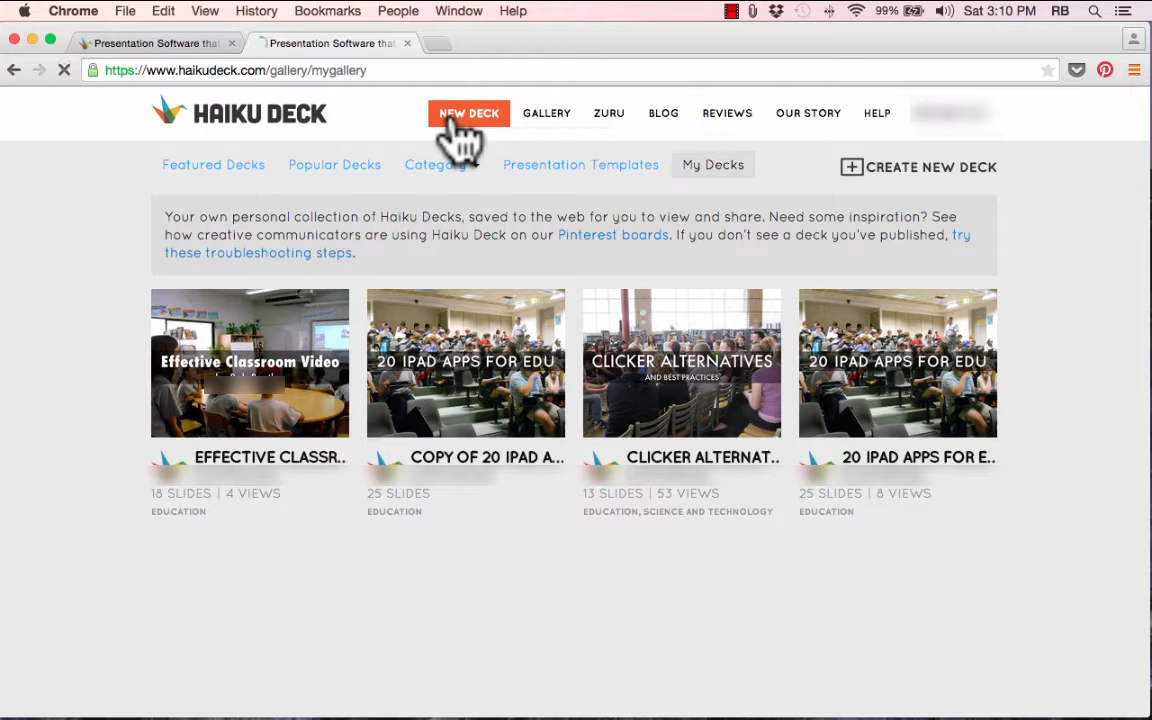 Chrome File Edit View History Bookmarks People Window Help 99% Sat 3:10 PM RB
Presentation Software that Presentation Software that
https://www.haikudeck.com/gallery/mygallery
HAIKU DECK NEW DECK GALLERY ZURU BLOG REVIEWS OUR STORY HELP
Featured Decks Popular Decks Category Presentation Templates My Decks CREATE NEW DECK
Your own personal collection of Haiku Decks, saved to the web for you to view and share. Need some inspiration? See
how creative communicators are using Haiku Deck on our Pinterest boards. If you don't see a deck you've published, try
these troubleshooting steps.
Effective Classroom Video 20 IPAD APPS FOR EDU CLICKER ALTERNATIVES 20 IPAD APPS FOR EDU
AND BEST PRACTICES
EFFECTIVE CLASSR.. COPY OF 20 IPAD A... CLICKER ALTERNAT.. 20 IPAD APPS FOR E..
18 SLIDES | 4 VIEWS 25 SLIDES 13 SLIDES | 53 VIEWS 25 SLIDES | 8 VIEWS
EDUCATION EDUCATION EDUCATION, SCIENCE AND TECHNOLOGY EDUCATION